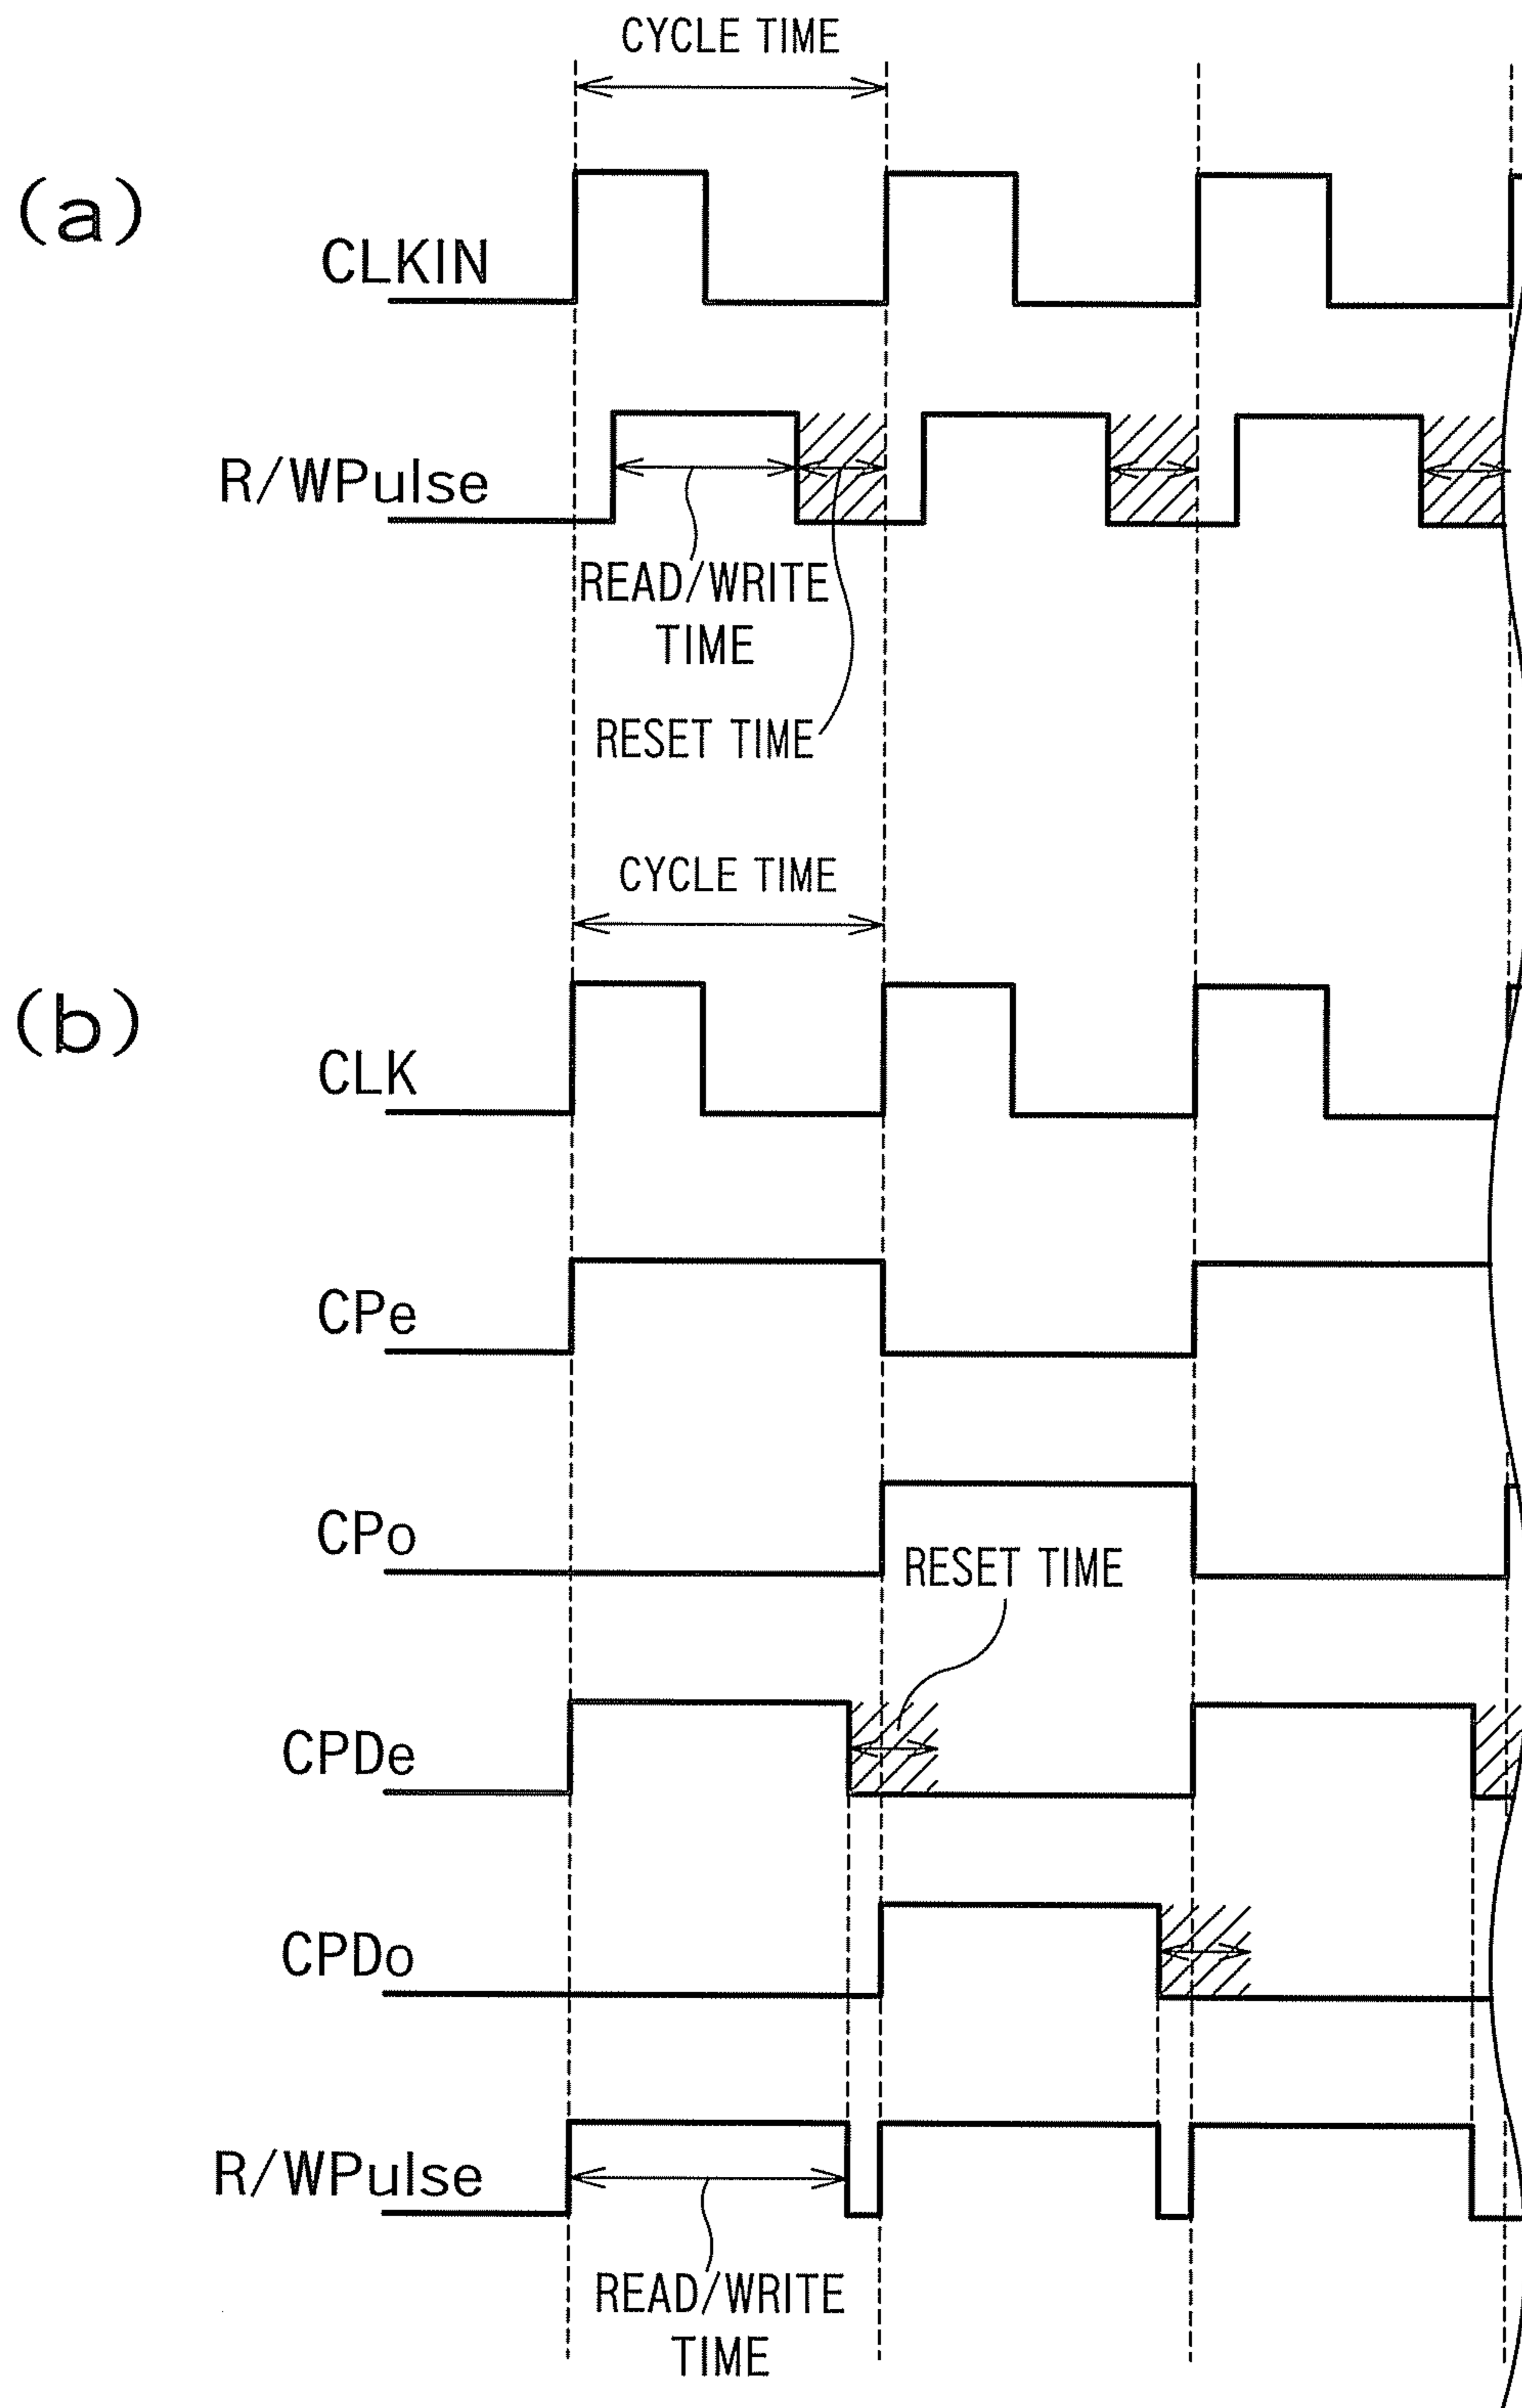 CYCLE TIME
(a)
CLKIN
R/WPulse
READ/WRITE
TIME
RESET TIME
CYCLE TIME
(b)
CLK
CPe
CPo
RESET TIME
CPDe
CPDo
R/WPulse
READ/WRITE
TIME